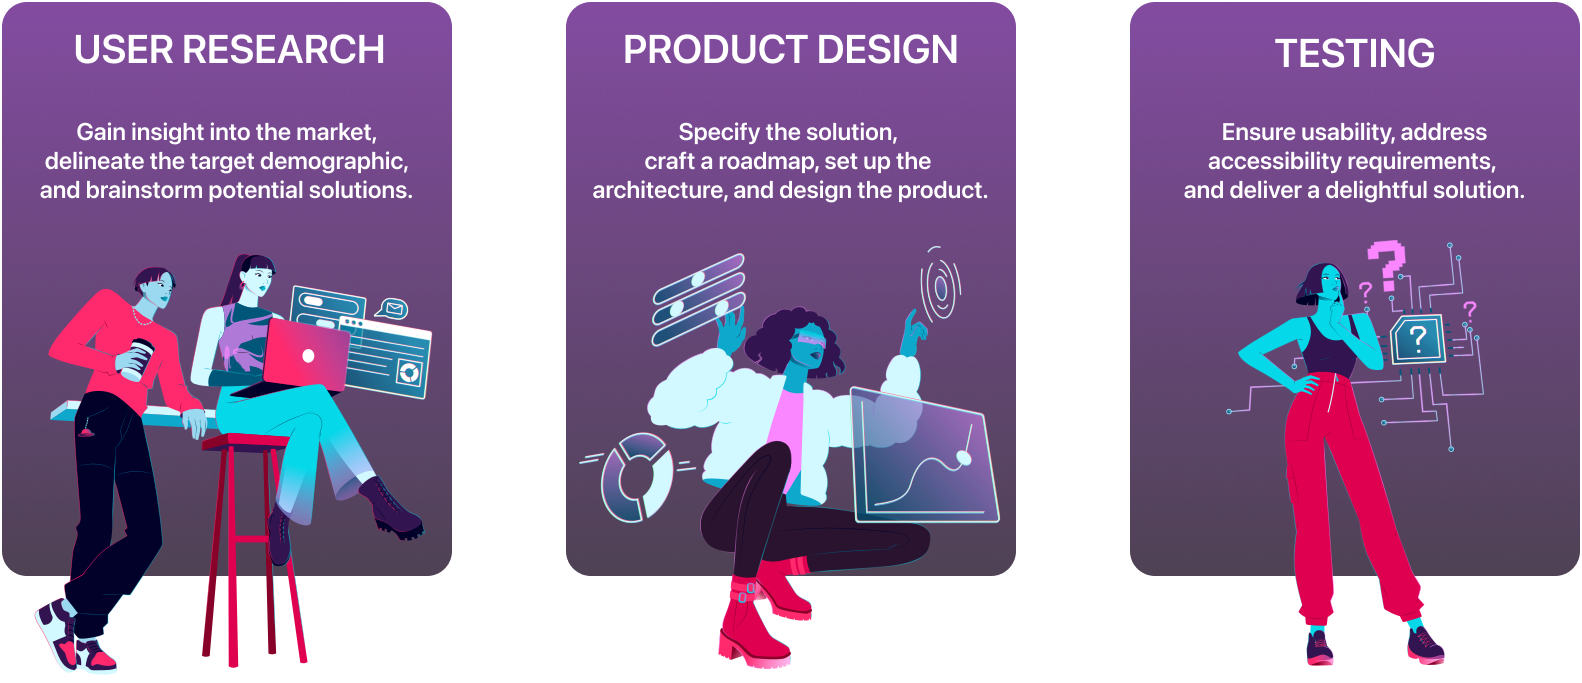 USER RESEARCH
Gain insight into the market,
delineate the target demographic,
and brainstorm potential solutions.
PRODUCT DESIGN
Specify the solution,
craft a roadmap, set up the
architecture, and design the product.
TESTING
Ensure usability, address
accessibility requirements,
and deliver a delightful solution.
?
?
?
?